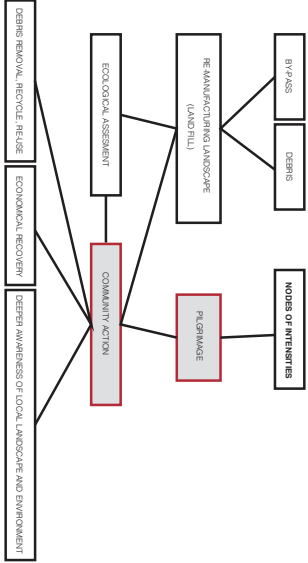 BY-PASS
DEBRIS
NODES OF INTENSITIES
RE-MANUFACTURING LANDSCAPE
(LAND FILL)
PILGRIMAGE
ECOLOGICAL ASSESMENT
COMMUNITY ACTION
DEBRIS REMOVAL, RECYCLE, RE-USE
ECONOMICAL RECOVERY
DEEPER AWARENESS OF LOCAL LANDSCAPE AND ENVIRONMENT